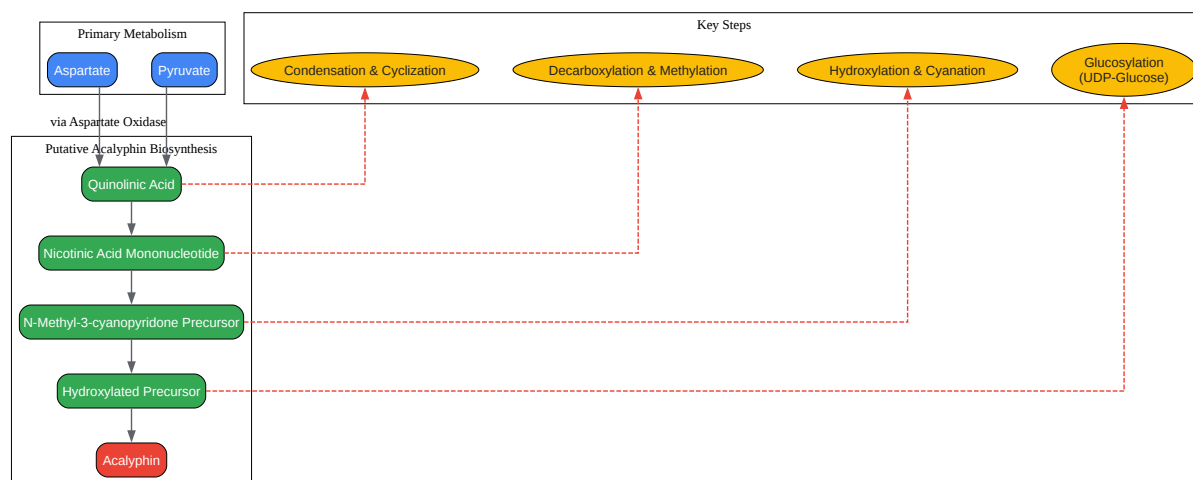 Primary Metabolism
Aspartate
Pyruvate
Key Steps
Condensation & Cyclization
Decarboxylation & Methylation
Hydroxylation & Cyanation
Glucosylation
(UDP-Glucose)
via Aspartate Oxidase
Putative Acalyphin Biosynthesis
Quinolinic Acid
Nicotinic Acid Mononucleotide
N-Methyl-3-cyanopyridone Precursor
Hydroxylated Precursor
Acalyphin